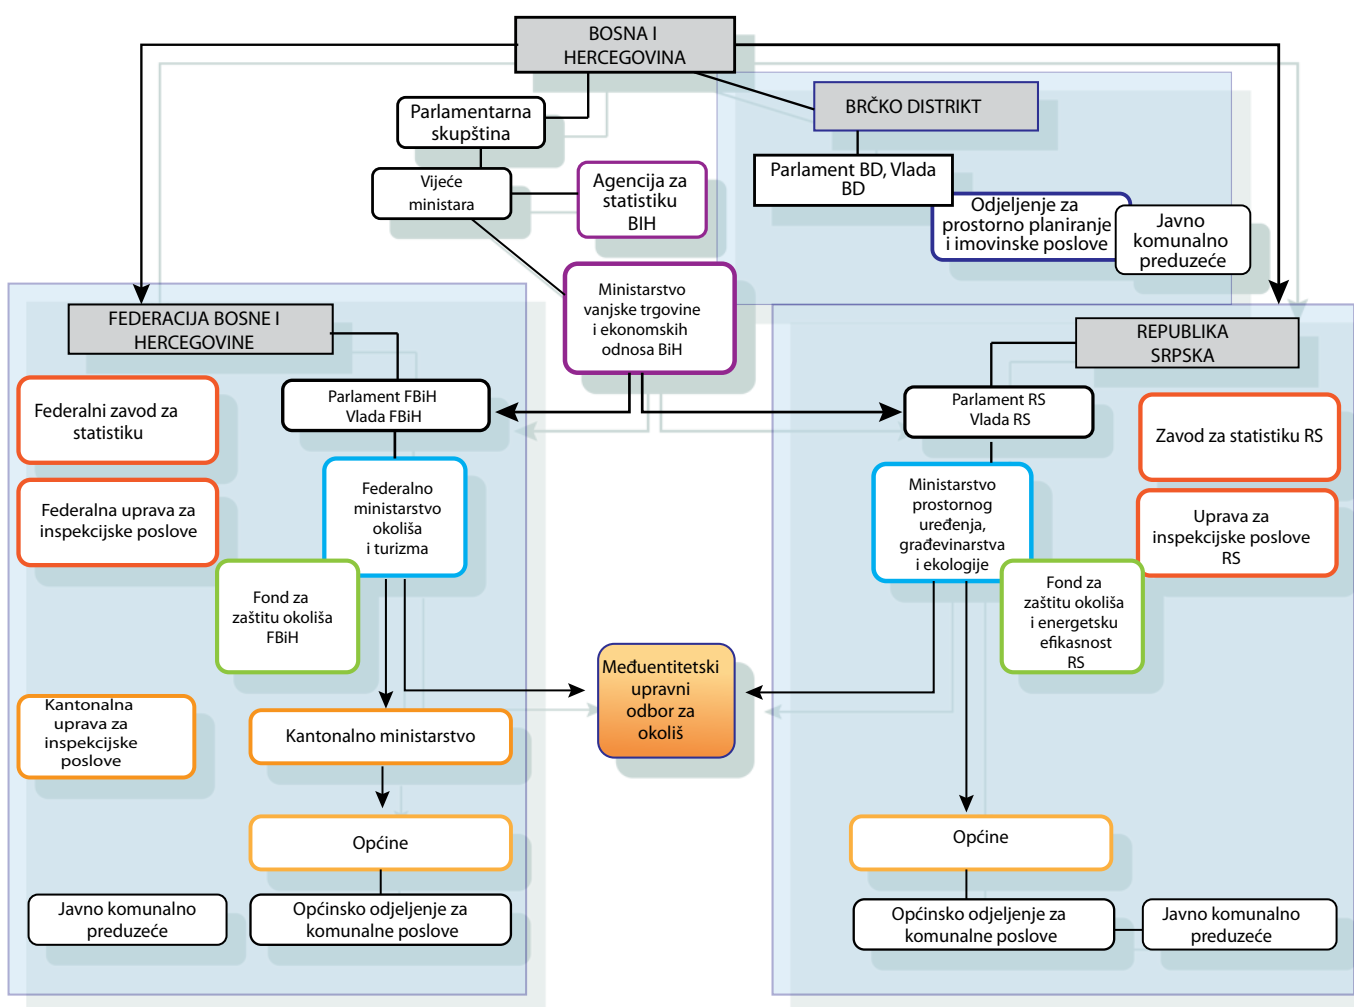 BOSNA I
HERCEGOVINA
BRČKO DISTRIKT
Parlamentarna
skupština
Parlament BD, Vlada
BD
Vijeće
ministara
Agencija za
statistiku
BIH
Odjeljenje za
prostorno planiranje
i imovinske poslove
Javno
komunalno
preduzeće
Ministarstvo
vanjske trgovine
i ekonomskih
odnosa BiH
FEDERACIJA BOSNE I
HERCEGOVINE
REPUBLIKA
SRPSKA
Federalni zavod za
statistiku
Parlament FBiH
Vlada FBiH
Parlament RS
Vlada RS
Zavod za statistiku RS
Federalna uprava za
inspekcijske poslove
Federalno
ministarstvo
okoliša
i turizma
Ministarstvo
prostornog
uređenja,
građevinarstva
i ekologije
Uprava za
inspekcijske poslove
RS
Fond za
zaštitu okoliša
FBiH
Fond za
zaštitu okoliša
i energetsku
efikasnost
RS
Međuentitetski
upravni
odbor za
okoliš
Kantonalna
uprava za
inspekcijske
poslove
Kantonalno ministarstvo
Općine
Općine
Javno komunalno
preduzeće
Općinsko odjeljenje za
komunalne poslove
Općinsko odjeljenje za
komunalne poslove
Javno komunalno
preduzeće